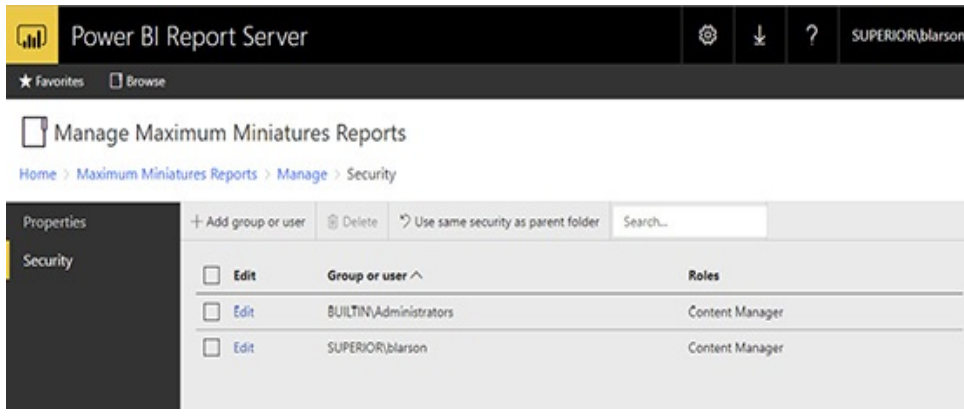 Power BI Report Server ? SUPERIOR\blarson
Favorites Browse
Manage Maximum Miniatures Reports
Home > Maximum Miniatures Reports > Manage > Security
Properties
Security
+ Add group or user Delete Use same security as parent folder Search...
Edit Group or user Roles
Edit BUILTIN\Administrators Content Manager
Edit SUPERIOR\blarson Content Manager